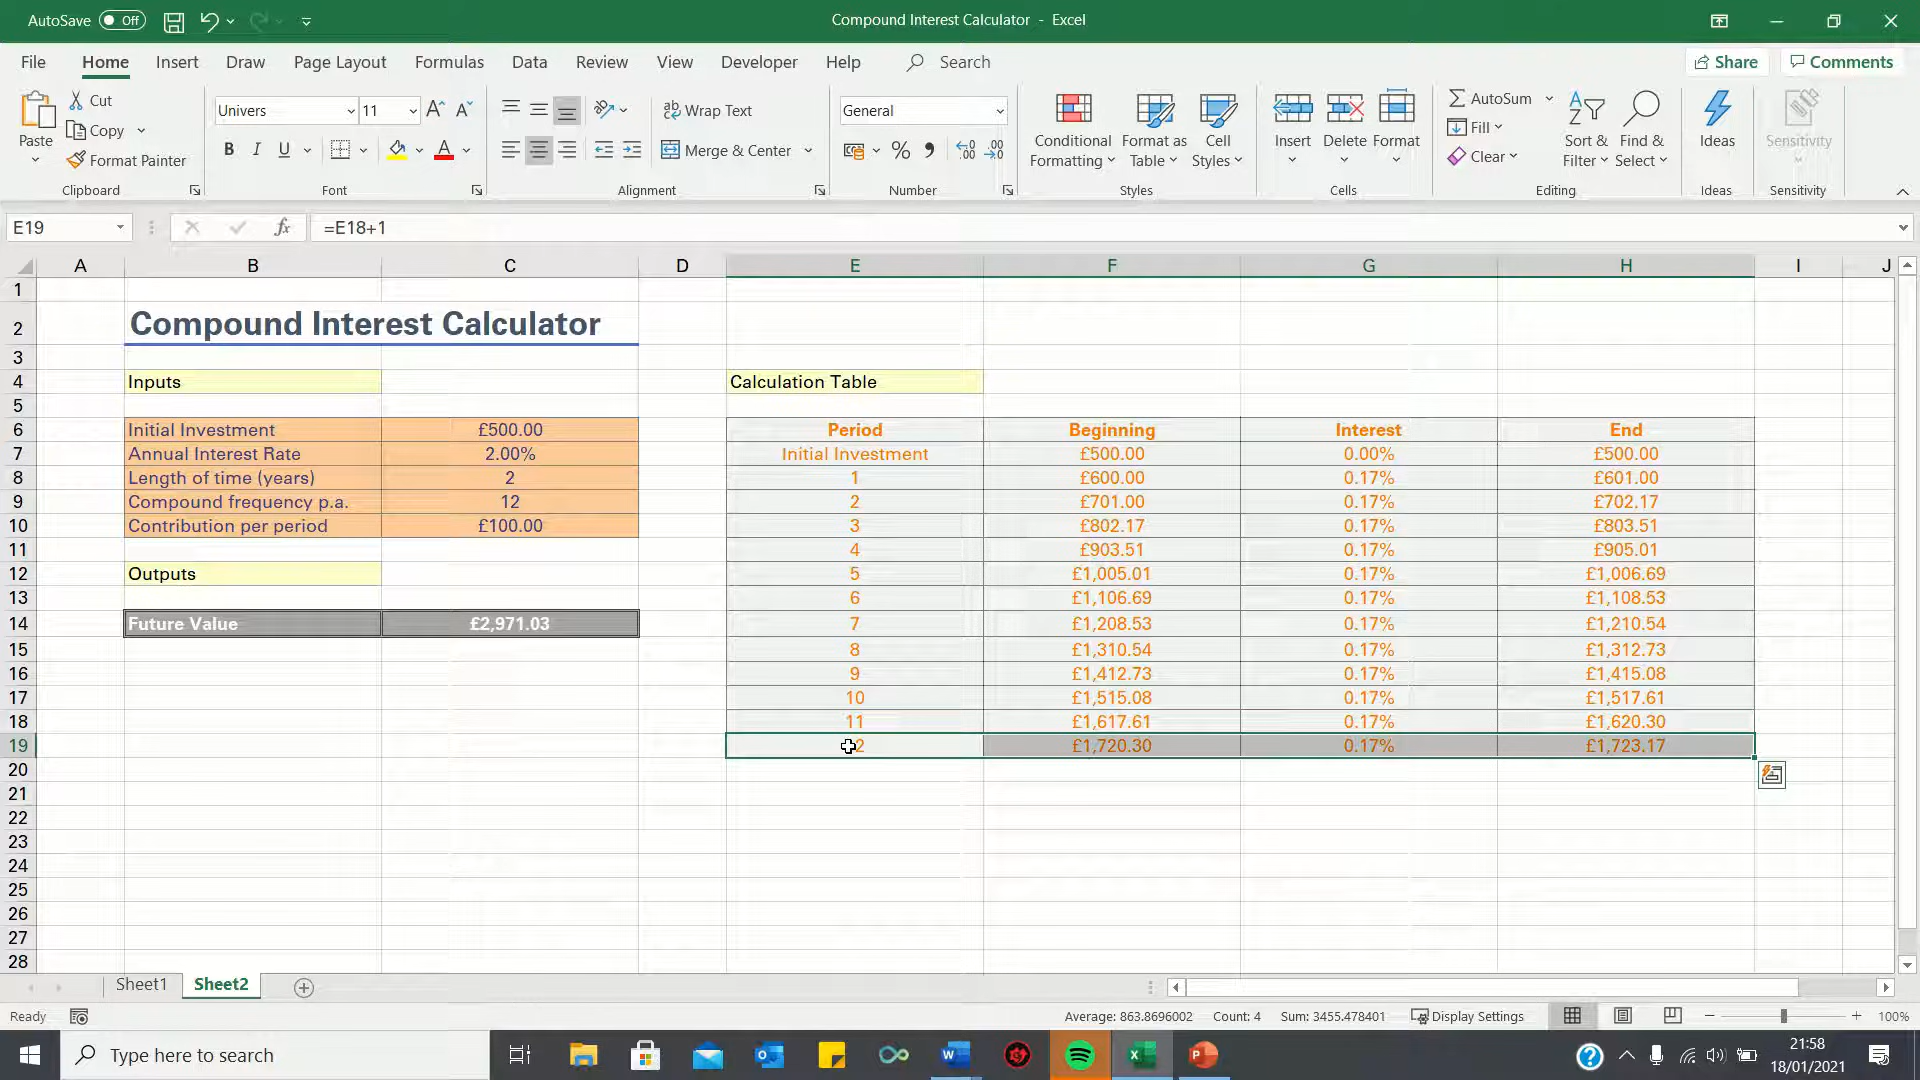 AutoSave Off
Compound Interest Calculator - Excel
File Home Insert Draw Page Layout Formulas Data Review View Developer Help Search Share Comments
Paste
Cut
Copy
Format Painter
Clipboard
Univers 11
B I U A
Font
Wrap Text
Merge & Center
Alignment
General
% 9
Number
Conditional Formatting
Format as Table
Cell Styles
Styles
Insert Delete Format
Cells
AutoSum
Fill
Clear
Sort & Filter
Find & Select
Editing
Ideas
Ideas
Sensitivity
Sensitivity
E19 fx =E18+1
A B C D E F G H I J
1
2 Compound Interest Calculator
3
4 Inputs Calculation Table
5
6 Initial Investment £500.00 Period Beginning Interest End
7 Annual Interest Rate 2.00% Initial Investment £500.00 0.00% £500.00
8 Length of time (years) 2 1 £600.00 0.17% £601.00
9 Compound frequency p.a. 12 2 £701.00 0.17% £702.17
10 Contribution per period £100.00 3 £802.17 0.17% £803.51
11 4 £903.51 0.17% £905.01
12 Outputs 5 £1,005.01 0.17% £1,006.69
13 6 £1,106.69 0.17% £1,108.53
14 Future Value £2,971.03 7 £1,208.53 0.17% £1,210.54
15 8 £1,310.54 0.17% £1,312.73
16 9 £1,412.73 0.17% £1,415.08
17 10 £1,515.08 0.17% £1,517.61
18 11 £1,617.61 0.17% £1,620.30
19 2 £1,720.30 0.17% £1,723.17
20
21
22
23
24
25
26
27
28
Sheet1 Sheet2
Ready Average: 863.8696002 Count: 4 Sum: 3455.478401 Display Settings 100%
Type here to search
21:58
18/01/2021